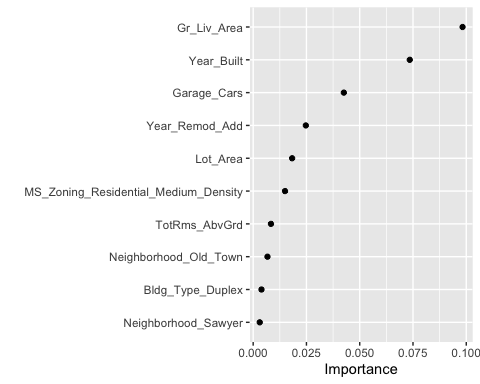 Gr_Liv_Area
Year_Built
Garage_Cars
Year_Remod_Add
Lot_Area
MS_Zoning_Residential_Medium_Density
TotRms_AbvGrd
Neighborhood_Old_Town
Bldg_Type_Duplex
Neighborhood_Sawyer
0.000 0.025 0.050 0.075 0.100
Importance